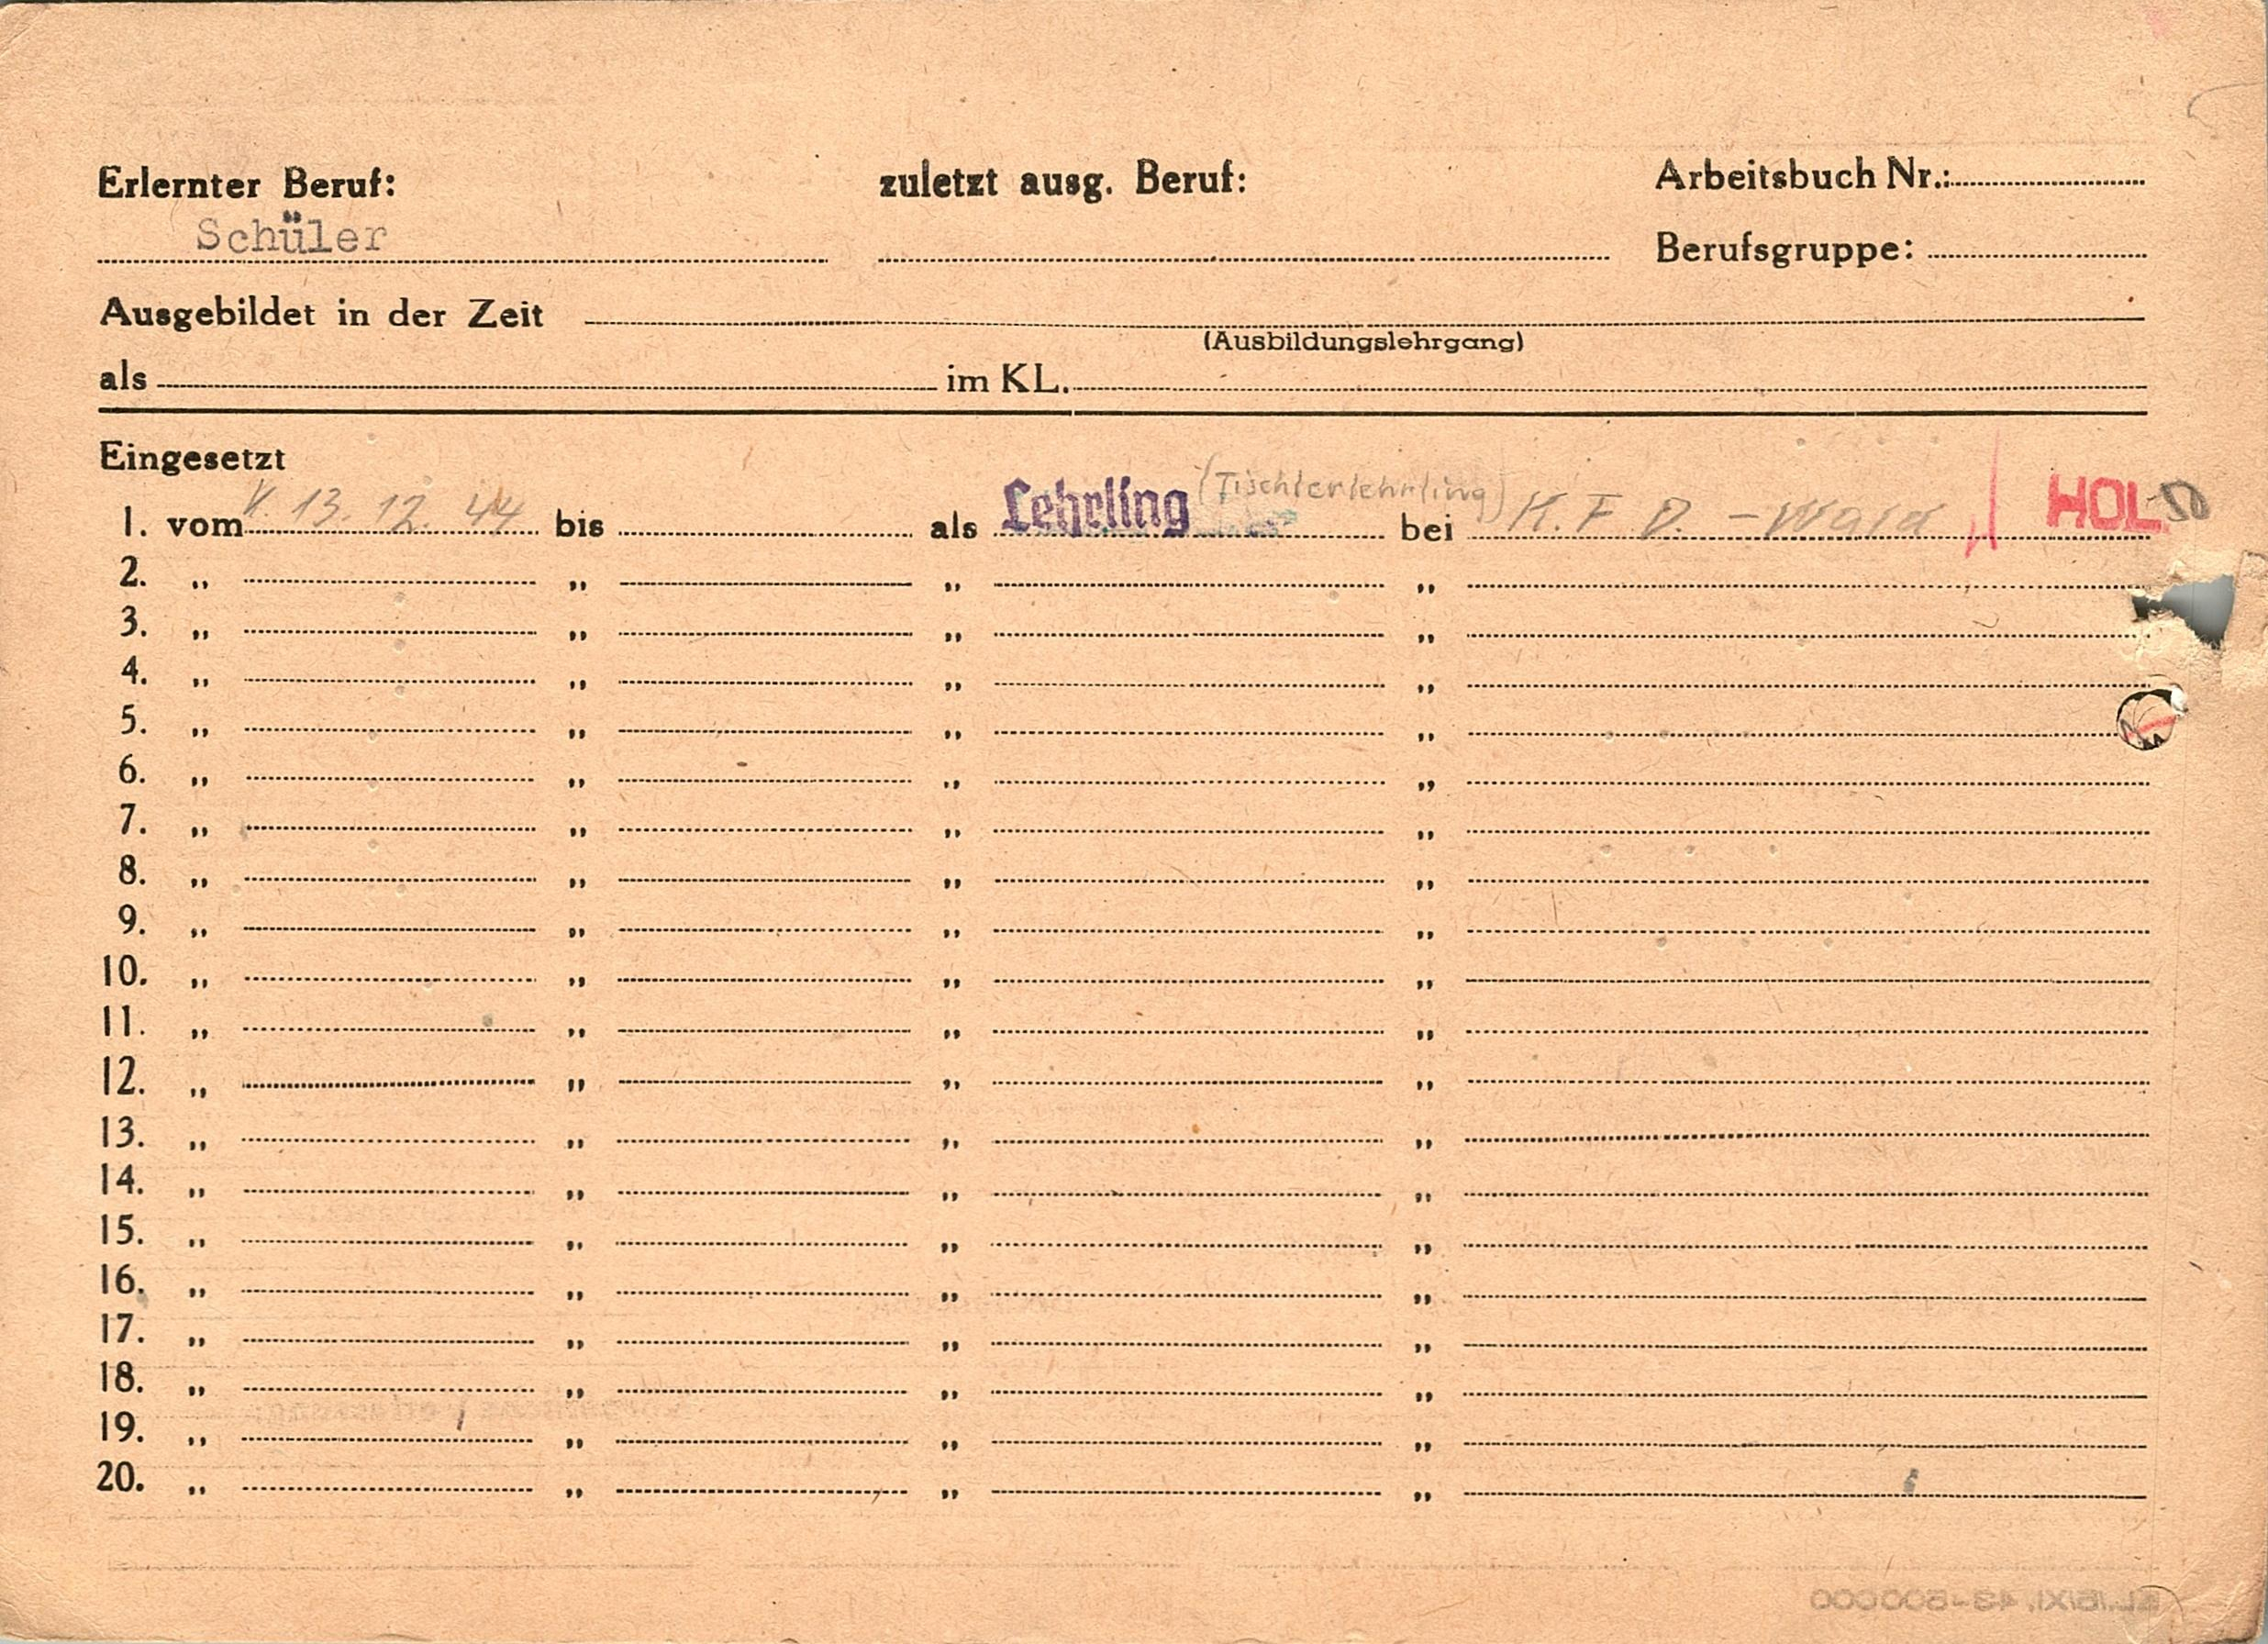 Erlernter Beruf: zuletzt ausg. Beruf: Arbeitsbuch Nr.:
Schüler
Berufsgruppe:
Ausgebildet in der Zeit
(Ausbildungslehrgang)
als im KL.
Eingesetzt
1. vom 13. 12. 44 bis als Lehrling (Tischlerlehrling) bei K. F D. - Wald HOL
2. „ „ „ „
3. „ „ „ „
4. „ „ „ „
5. „ „ „ „
6. „ „ „ „
7. „ „ „ „
8. „ „ „ „
9. „ „ „ „
10. „ „ „ „
11. „ „ „ „
12. „ „ „ „
13. „ „ „ „
14. „ „ „ „
15. „ „ „ „
16. „ „ „ „
17. „ „ „ „
18. „ „ „ „
19. „ „ „ „
20. „ „ „ „